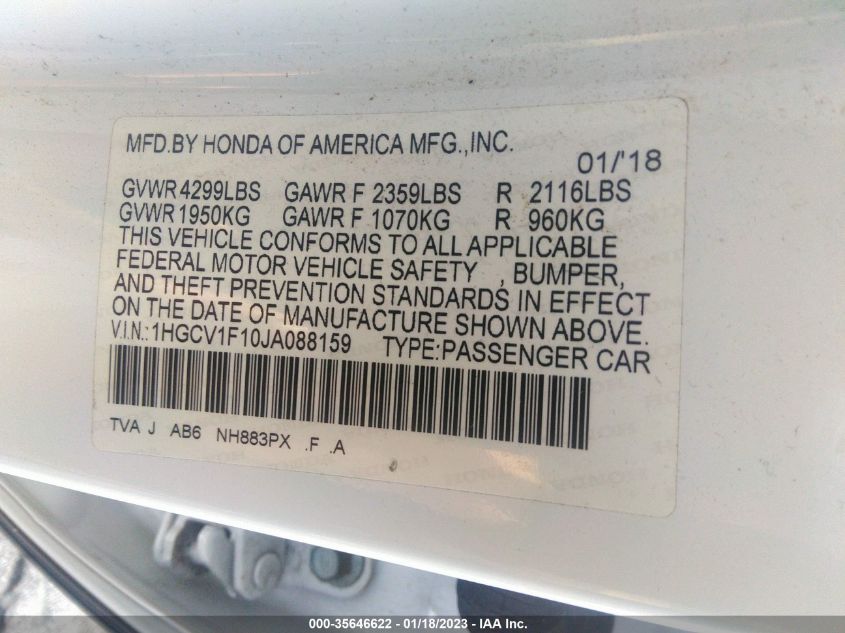 MFD.BY HONDA OF AMERICA MFG.,INC.
01/'18
GVWR 4299LBS GAWR F 2359LBS R 2116LBS
GVWR 1950KG GAWR F 1070KG R 960KG
THIS VEHICLE CONFORMS TO ALL APPLICABLE
FEDERAL MOTOR VEHICLE SAFETY , BUMPER,
AND THEFT PREVENTION STANDARDS IN EFFECT
ON THE DATE OF MANUFACTURE SHOWN ABOVE.
V.I.N.:1HGCV1F10JA088159 TYPE:PASSENGER CAR
TVA J AB6 NH883PX .F .A
000-35646622 - 01/18/2023 - IAA Inc.